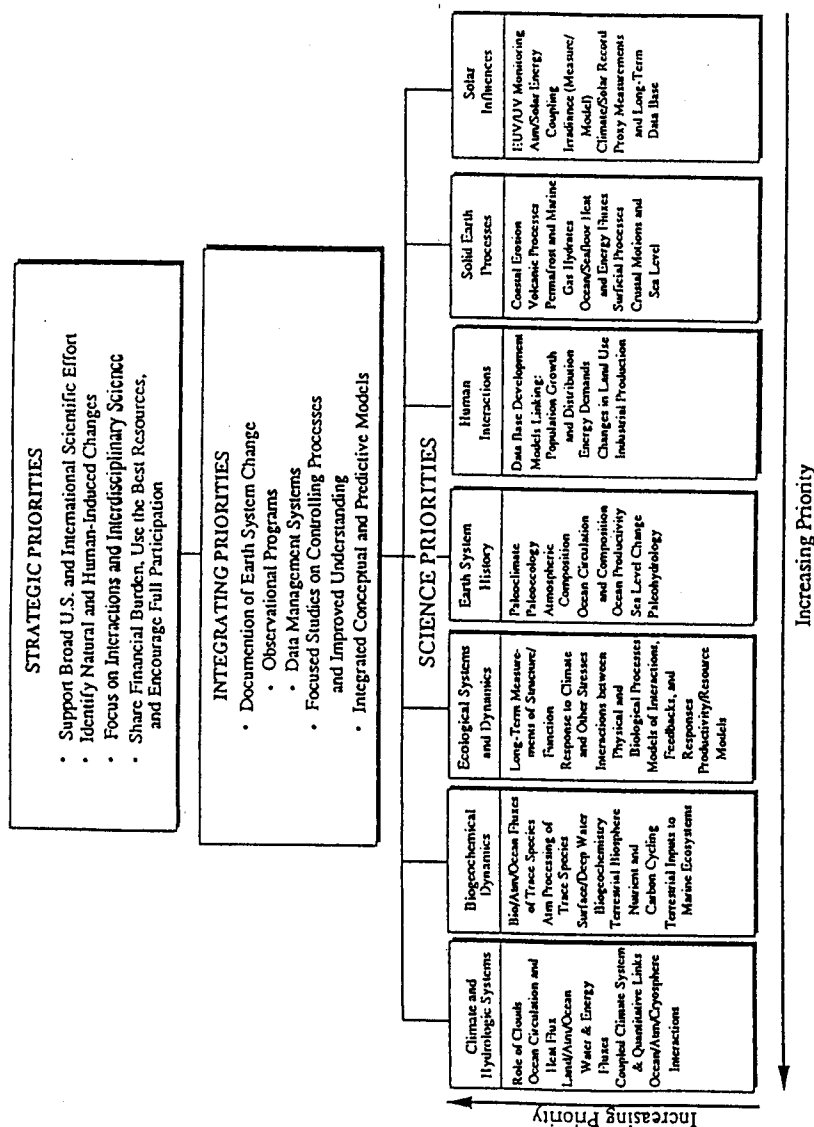 STRATEGIC PRIORITIES
• Support Broad U.S. and International Scientific Effort
• Identify Natural and Human-Induced Changes
• Focus on Interactions and Interdisciplinary Science
• Share Financial Burden, Use the Best Resources,
and Encourage Full Participation
INTEGRATING PRIORITIES
• Documention of Earth System Change
• Observational Programs
• Data Management Systems
• Focused Studies on Controlling Processes
and Improved Understanding
• Integrated Conceptual and Predictive Models
SCIENCE PRIORITIES
Climate and
Hydrologic Systems
Role of Clouds
Ocean Circulation and
Heat Flux
Land/Atm/Ocean
Water & Energy
Fluxes
Coupled Climate System
& Quantitative Links
Ocean/Atm/Cryosphere
Interactions
Biogeochemical
Dynamics
Bio/Atm/Ocean Fluxes
of Trace Species
Atm Processing of
Trace Species
Surface/Deep Water
Biogeochemistry
Terrestrial Biosphere
Nutrient and
Carbon Cycling
Terrestrial Inputs to
Marine Ecosystems
Ecological Systems
and Dynamics
Long-Term Measure-
ments of Structure/
Function
Response to Climate
and Other Stresses
Interactions between
Physical and
Biological Processes
Models of Interactions,
Feedbacks, and
Responses
Productivity/Resource
Models
Earth System
History
Paleoclimate
Paleoecology
Atmospheric
Composition
Ocean Circulation
and Composition
Ocean Productivity
Sea Level Change
Paleohydrology
Human
Interactions
Data Base Development
Models Linking:
Population Growth
and Distribution
Energy Demands
Changes in Land Use
Industrial Production
Solid Earth
Processes
Coastal Erosion
Volcanic Processes
Permafrost and Marine
Gas Hydrates
Ocean/Seafloor Heat
and Energy Fluxes
Surficial Processes
Crustal Motions and
Sea Level
Solar
Influences
EUV/UV Monitoring
Atm/Solar Energy
Coupling
Irradiance (Measure/
Model)
Climate/Solar Record
Proxy Measurements
and Long-Term
Data Base
Increasing Priority
Increasing Priority